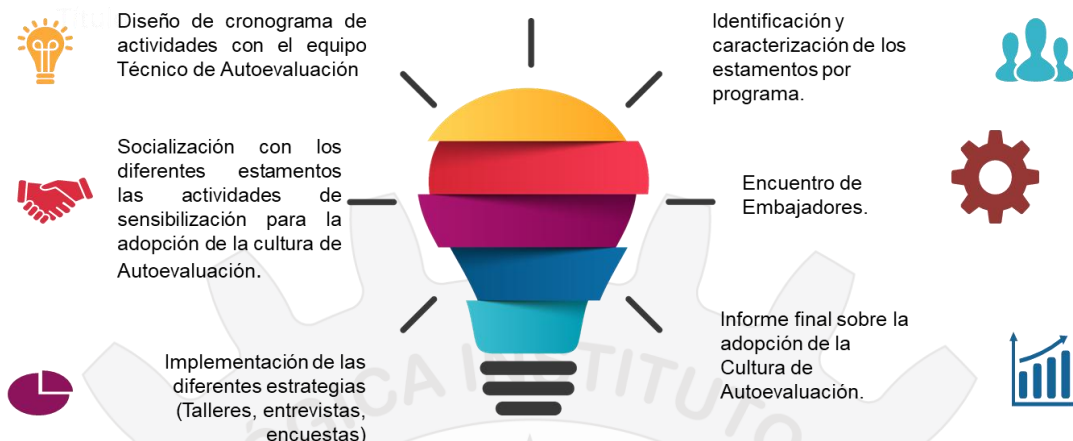 Diseño de cronograma de
actividades con el equipo
Técnico de Autoevaluación
Socialización con los
diferentes estamentos
las actividades de
sensibilización para la
adopción de la cultura de
Autoevaluación.
Implementación de las
diferentes estrategias
(Talleres, entrevistas,
encuestas)
Identificación y
caracterización de los
estamentos por
programa.
Encuentro de
Embajadores.
Informe final sobre la
adopción de la
Cultura de
Autoevaluación.
ÓGICA INSTITUTO